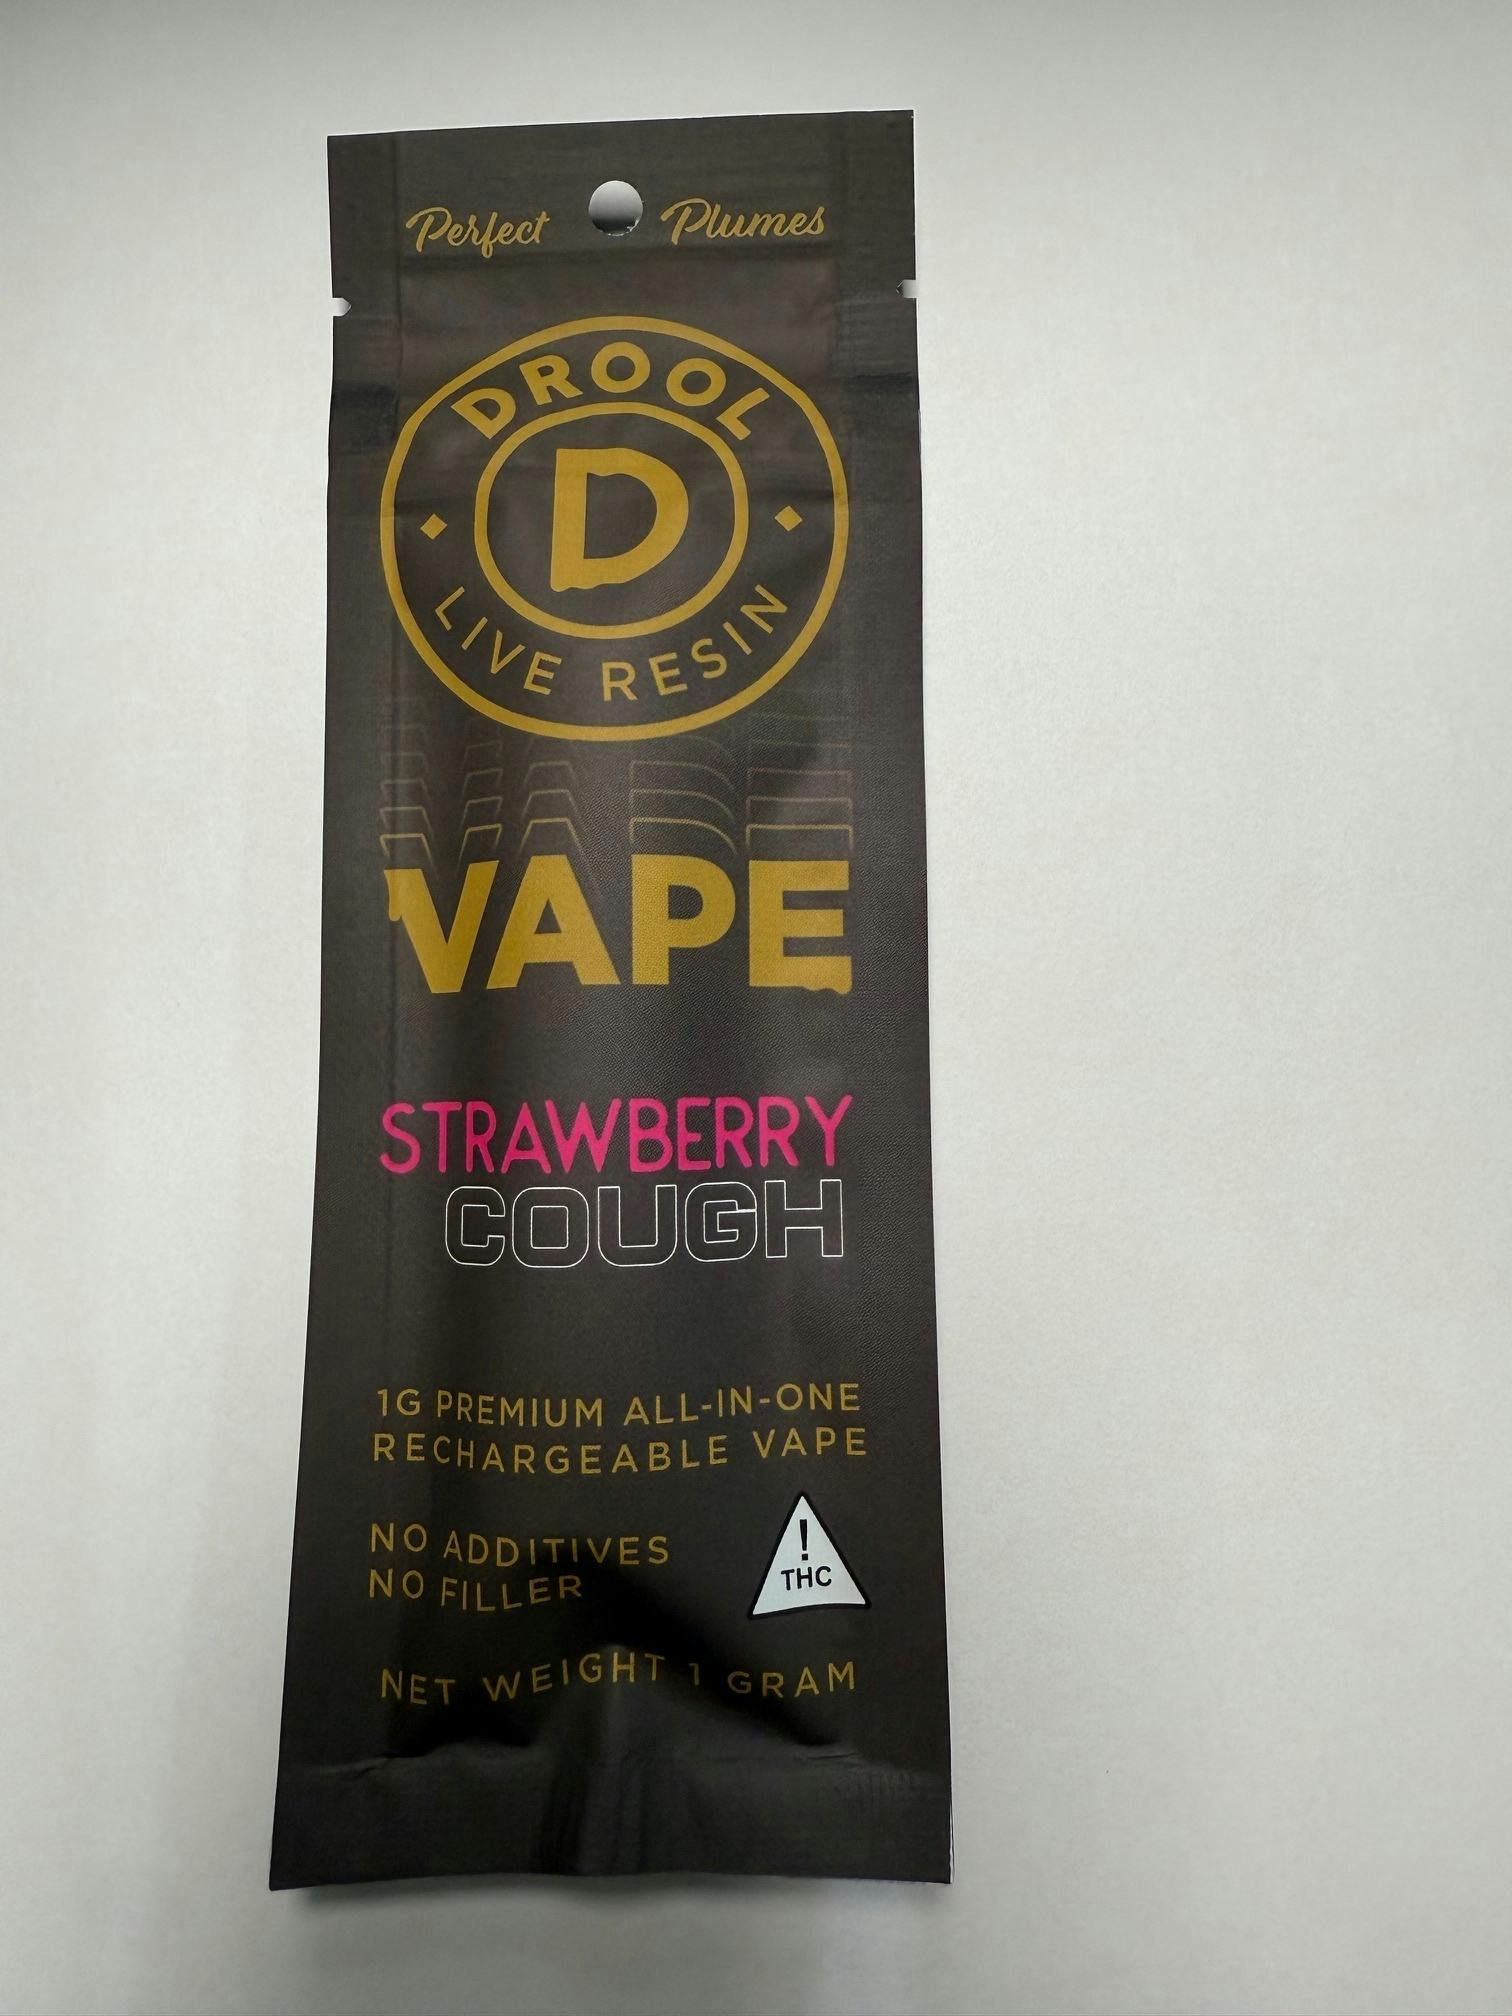 Perfect Plumes
DROOL
D
LIVE RESIN
VAPE
STRAWBERRY
COUGH
1G PREMIUM ALL-IN-ONE
RECHARGEABLE VAPE
NO ADDITIVES
NO FILLER
!
THC
NET WEIGHT 1 GRAM